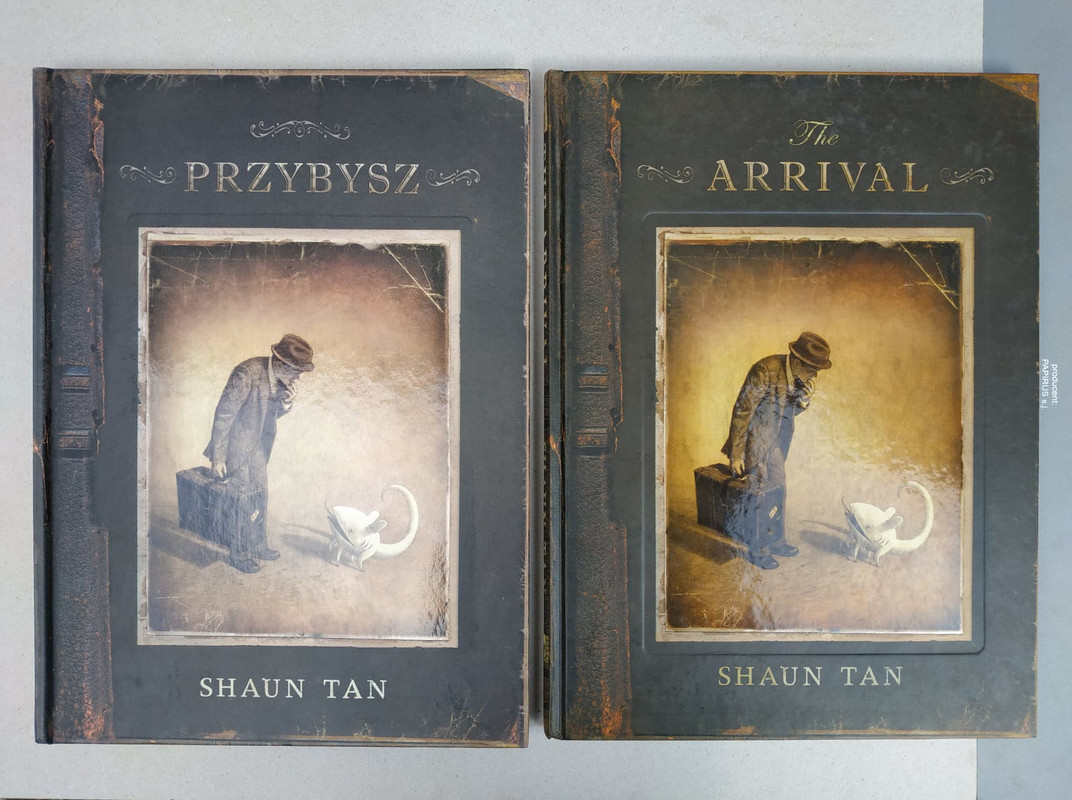 PRZYBYSZ
SHAUN TAN
The
ARRIVAL
SHAUN TAN
producent:
PAPIRUS s.j